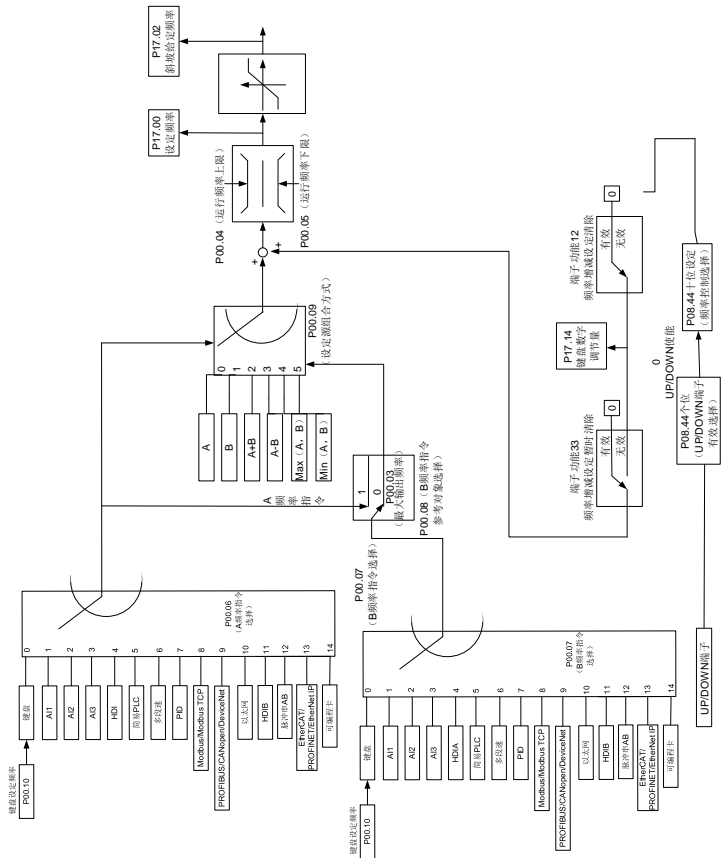 键盘设定频率
P00.10
0
键盘
1
AI1
2
AI2
3
AI3
4
HDI
5
简易PLC
6
多段速
7
PID
8
Modbus/Modbus TCP
9
PROFIBUS/CANopen/DeviceNet
10
以太网
11
HDIB
12
脉冲串AB
13
EtherCAT/
PROFINET/EtherNet IP
14
可编程卡
P00.06
(A频率指令
选择)
键盘设定频率
P00.10
0
键盘
1
AI1
2
AI2
3
AI3
4
HDIA
5
简易PLC
6
多段速
7
PID
8
Modbus/Modbus TCP
9
PROFIBUS/CANopen/DeviceNet
10
以太网
11
HDIB
12
脉冲串AB
13
EtherCAT/
PROFINET/EtherNet IP
14
可编程卡
P00.07
(B频率指令
选择)
P00.07
(B频率指令选择)
A
频
率
指
令
1
0
P00.03
(最大输出频率)
P00.08(B频率指令
参考对象选择)
A
B
A+B
A-B
Max(A,B)
Min(A,B)
0
1
2
3
4
5
P00.09
(设定源组合方式)
+
+
P00.04(运行频率上限)
P00.05(运行频率下限)
P17.00
设定频率
P17.02
斜坡给定频率
UP/DOWN端子
P08.44个位
(UP/DOWN端子
有效选择)
0
UP/DOWN使能
P08.44十位设定
(频率控制选择)
端子功能33
频率增减设定暂时清除
有效
无效
0
P17.14
键盘数字
调节量
端子功能12
频率增减设定清除
有效
无效
0